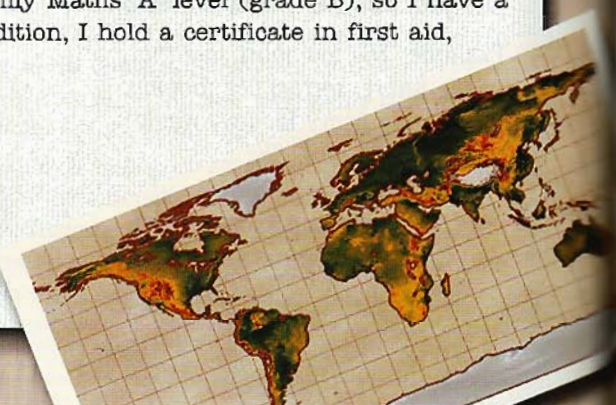 my Maths 'A' level (grade B), so I have a
dition, I hold a certificate in first aid,